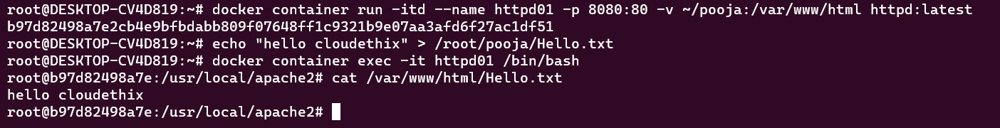 root@DESKTOP-CV4D819:~# docker container run -itd --name httpd01 -p 8080:80 -v ~/pooja:/var/www/html httpd:latest
b97d82498a7e2cb4e9bfbdabb809f07648ff1c9321b9e07aa3afd6f27ac1df51
root@DESKTOP-CV4D819:~# echo "hello cloudethix" > /root/pooja/Hello.txt
root@DESKTOP-CV4D819:~# docker container exec -it httpd01 /bin/bash
root@b97d82498a7e:/usr/local/apache2# cat /var/www/html/Hello.txt
hello cloudethix
root@b97d82498a7e:/usr/local/apache2#